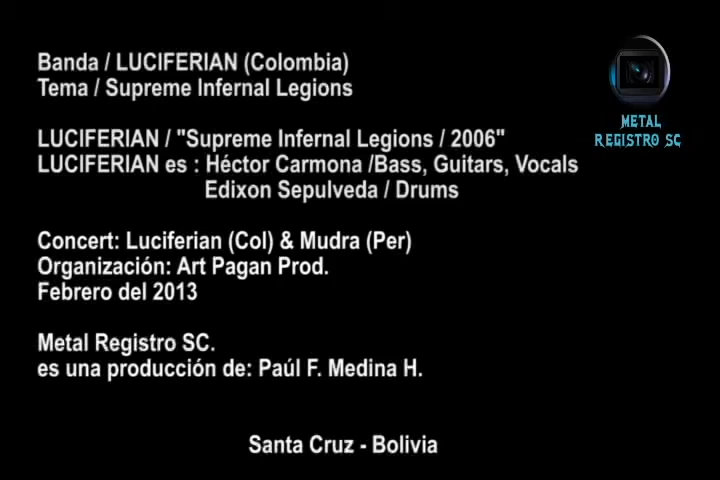 Banda / LUCIFERIAN (Colombia)
Tema / Supreme Infernal Legions
METAL
REGISTRO SC
LUCIFERIAN / "Supreme Infernal Legions / 2006"
LUCIFERIAN es : Héctor Carmona /Bass, Guitars, Vocals
Edixon Sepulveda / Drums
Concert: Luciferian (Col) & Mudra (Per)
Organización: Art Pagan Prod.
Febrero del 2013
Metal Registro SC.
es una producción de: Paúl F. Medina H.
Santa Cruz - Bolivia